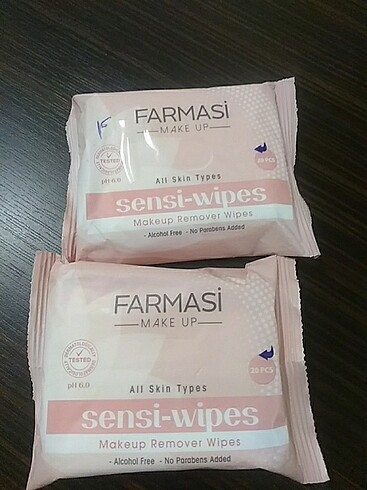 FARMASi
MAKE UP
TESTED
pH 6.0
20 PCS
All Skin Types
sensi-wipes
Makeup Remover Wipes
- Alcohol Free - No Parabens Added
FARMASi
MAKE UP
DERMATOLOGICALLY
TESTED
pH 6.0
20 PCS
All Skin Types
sensi-wipes
Makeup Remover Wipes
- Alcohol Free - No Parabens Added